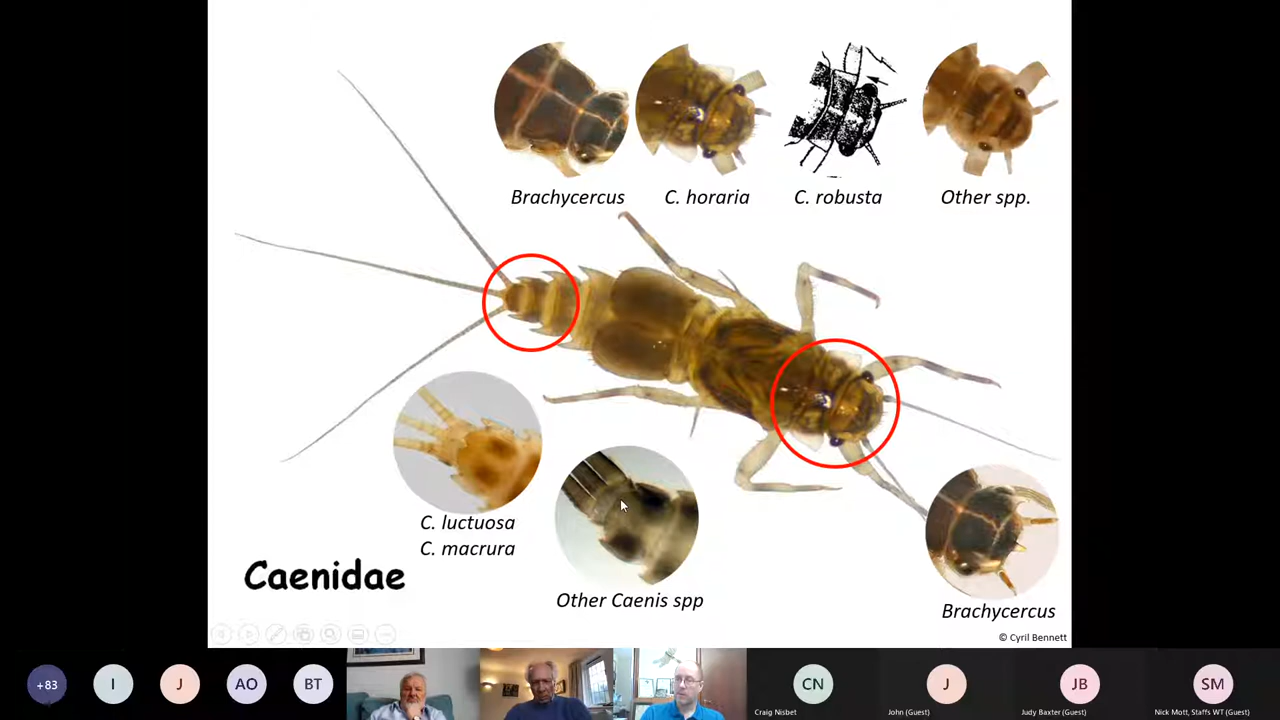 Brachycercus
C. horaria
C. robusta
Other spp.
C. luctuosa
C. macrura
Other Caenis spp
Caenidae
Brachycercus
© Cyril Bennett
+83
I
J
AO
BT
CN
J
JB
SM
Craig Nisbet
John (Guest)
Judy Baxter (Guest)
Nick Mott, Staffs WT (Guest)